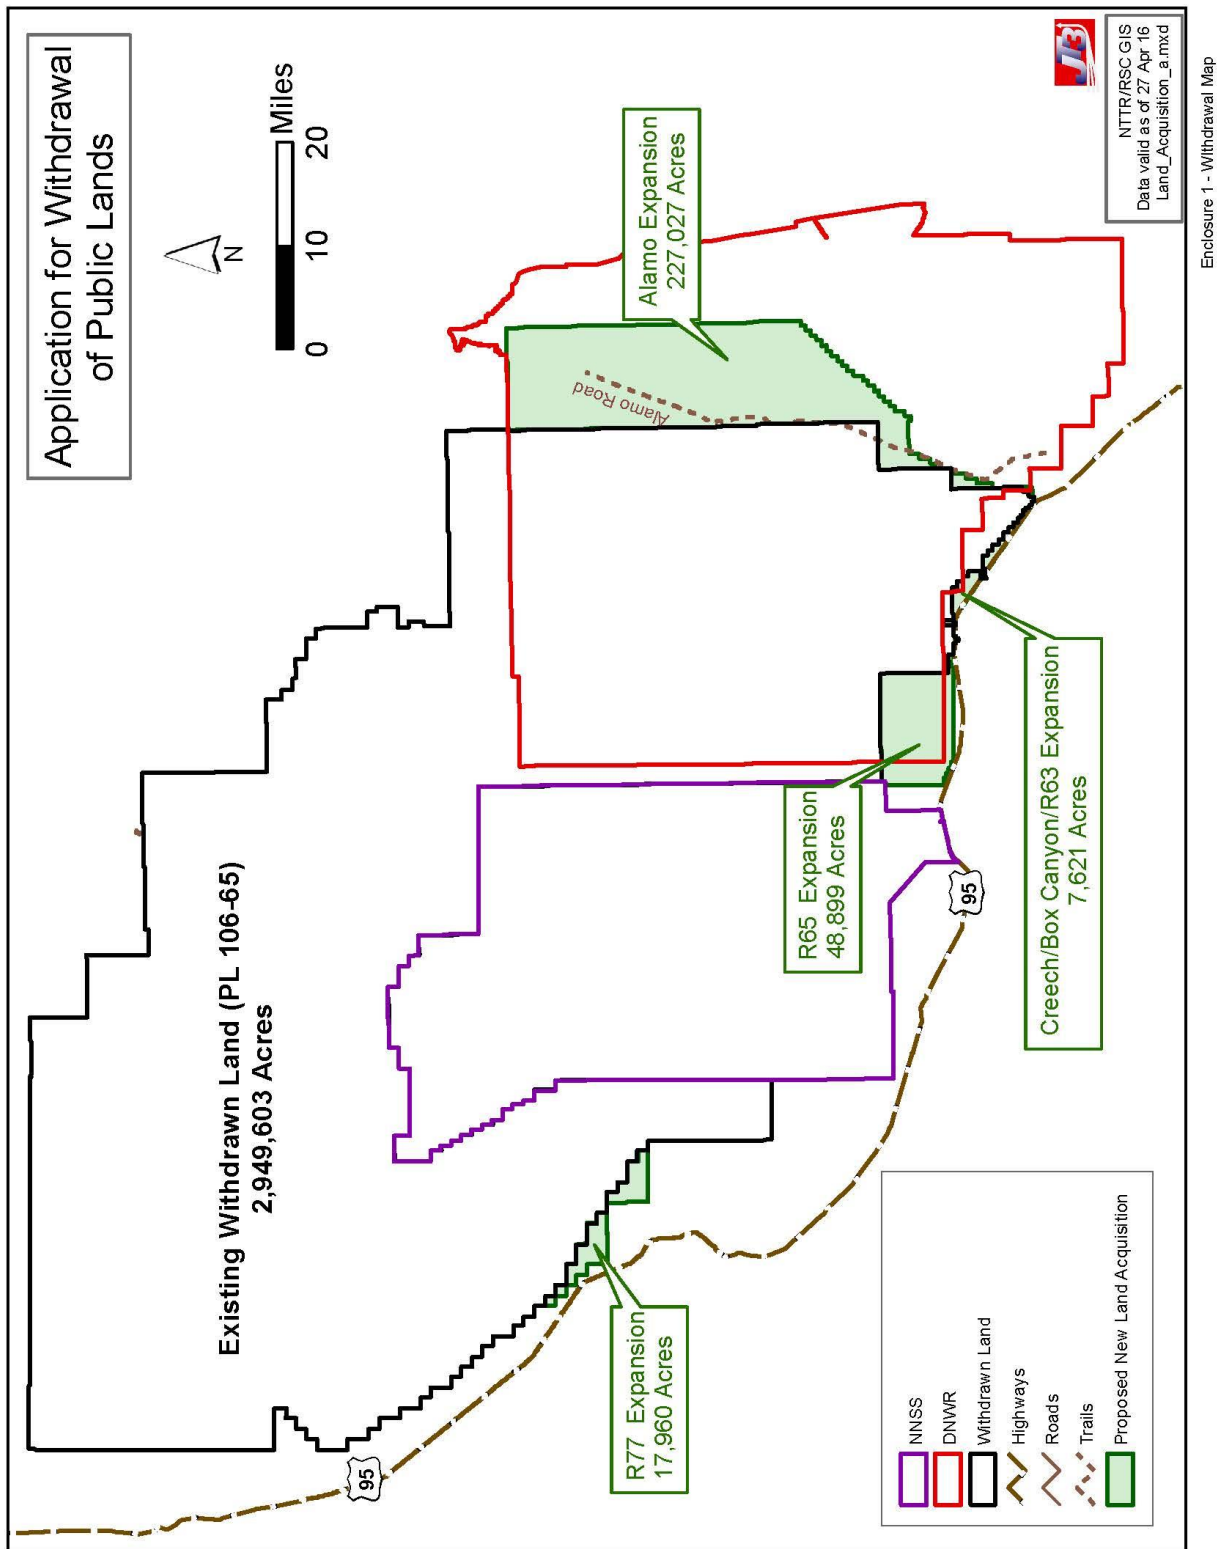 Application for Withdrawal
of Public Lands
N
Miles
0 10 20
Existing Withdrawn Land (PL 106-65)
2,949,603 Acres
Alamo Expansion
227,027 Acres
Alamo Road
R65 Expansion
48,899 Acres
Creech/Box Canyon/R63 Expansion
7,621 Acres
R77 Expansion
17,960 Acres
95
95
NNSS
DNWR
Withdrawn Land
Highways
Roads
Trails
Proposed New Land Acquisition
JT3
NTTR/RSC GIS
Data valid as of 27 Apr 16
Land_Acquisition_a.mxd
Enclosure 1 - Withdrawal Map